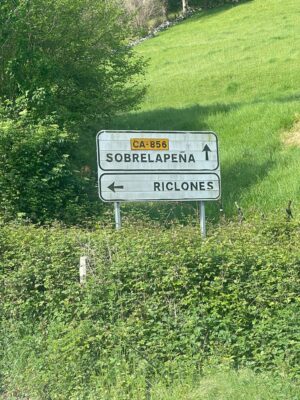 CA-856
SOBRELAPEÑA ↑
← RICLONES